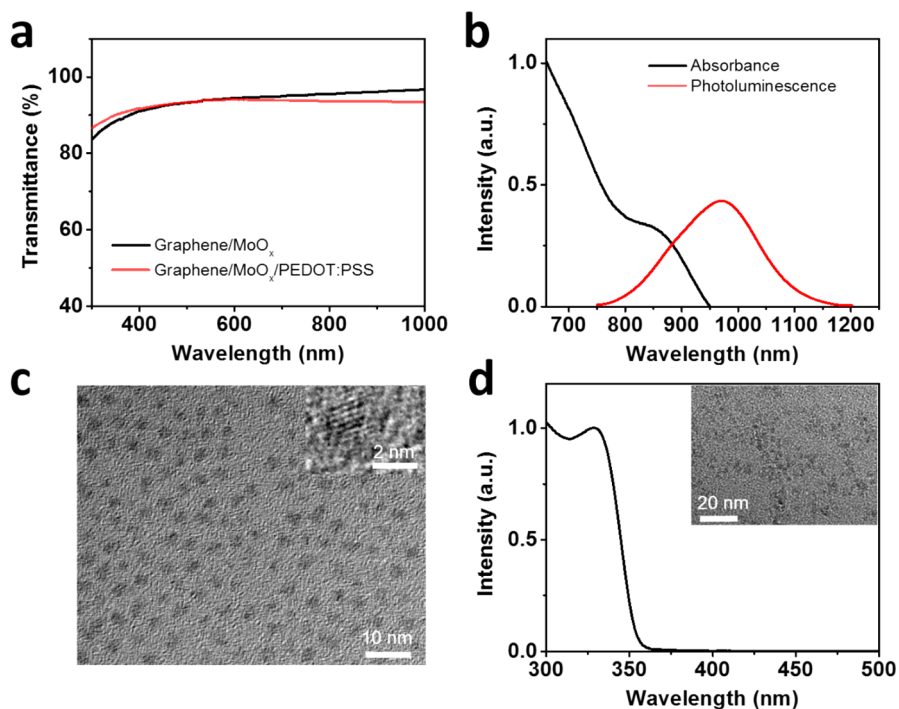 a
100
80
60
40
Transmittance (%)
Graphene/MoOₓ
Graphene/MoOₓ/PEDOT:PSS
400 600 800 1000
Wavelength (nm)
b
1.0
0.5
0.0
Intensity (a.u.)
Absorbance
Photoluminescence
700 800 900 1000 1100 1200
Wavelength (nm)
c
2 nm
10 nm
d
1.0
0.5
0.0
Intensity (a.u.)
20 nm
300 350 400 450 500
Wavelength (nm)